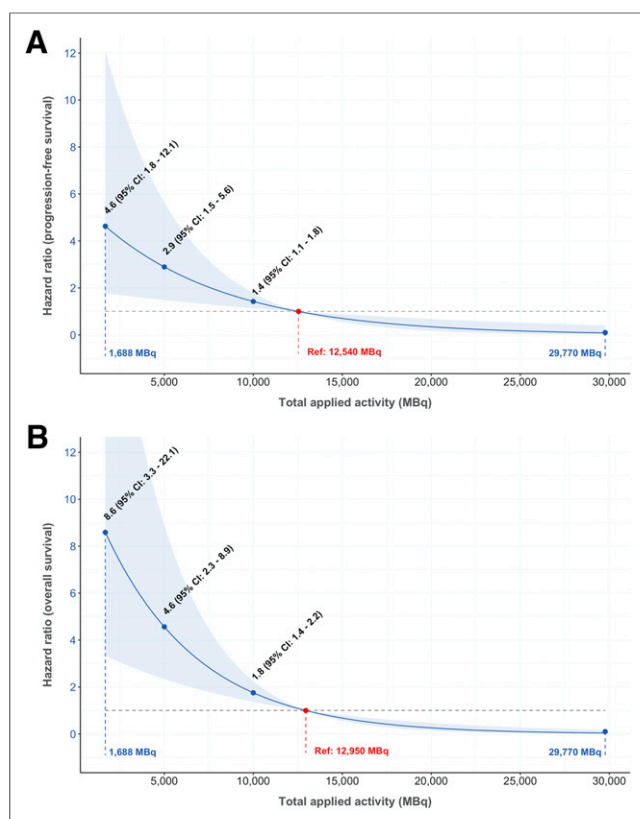 A
Hazard ratio (progression-free survival)
12
10
8
6
4
2
0
4.6 (95% CI: 1.8 - 12.1)
2.9 (95% CI: 1.5 - 5.6)
1.4 (95% CI: 1.1 - 1.8)
1,688 MBq
Ref: 12,540 MBq
29,770 MBq
5,000 10,000 15,000 20,000 25,000 30,000
Total applied activity (MBq)
B
Hazard ratio (overall survival)
12
10
8
6
4
2
0
8.6 (95% CI: 3.3 - 22.1)
4.6 (95% CI: 2.3 - 8.9)
1.8 (95% CI: 1.4 - 2.2)
1,688 MBq
Ref: 12,950 MBq
29,770 MBq
5,000 10,000 15,000 20,000 25,000 30,000
Total applied activity (MBq)